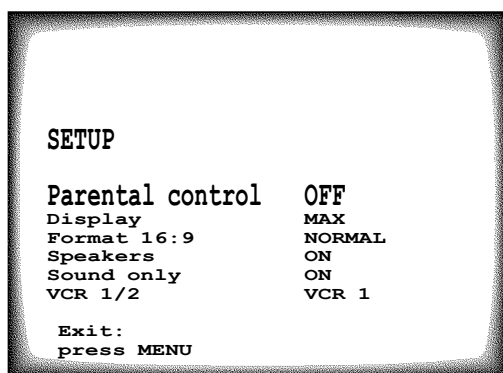 SETUP
Parental control OFF
Display MAX
Format 16:9 NORMAL
Speakers ON
Sound only ON
VCR 1/2 VCR 1
Exit:
press MENU